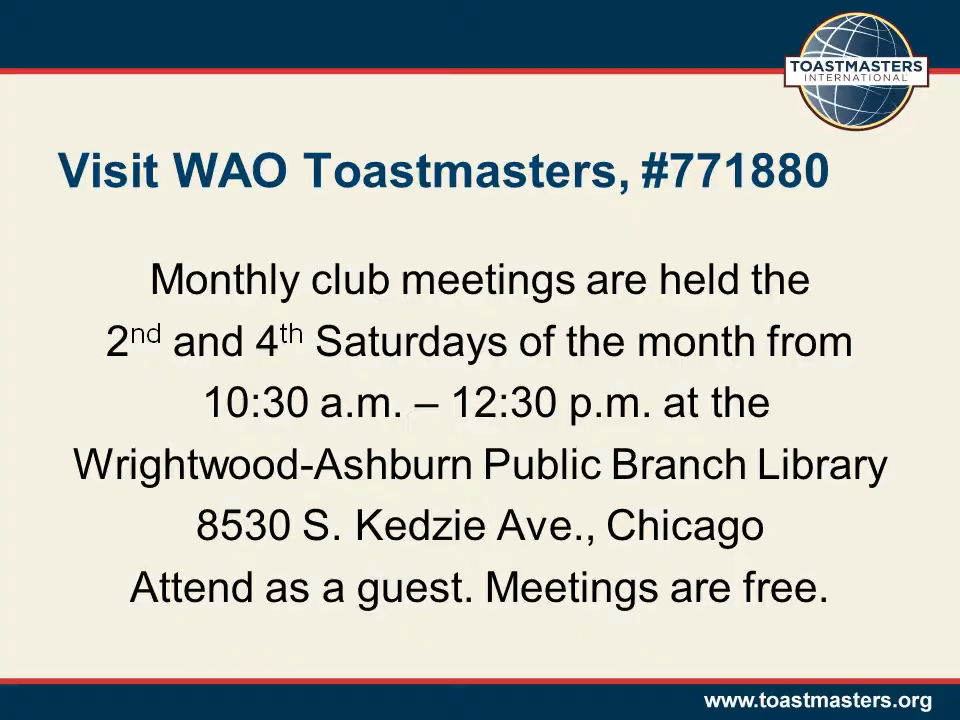 TOASTMASTERS
INTERNATIONAL
Visit WAO Toastmasters, #771880
Monthly club meetings are held the
2nd and 4th Saturdays of the month from
10:30 a.m. – 12:30 p.m. at the
Wrightwood-Ashburn Public Branch Library
8530 S. Kedzie Ave., Chicago
Attend as a guest. Meetings are free.
www.toastmasters.org